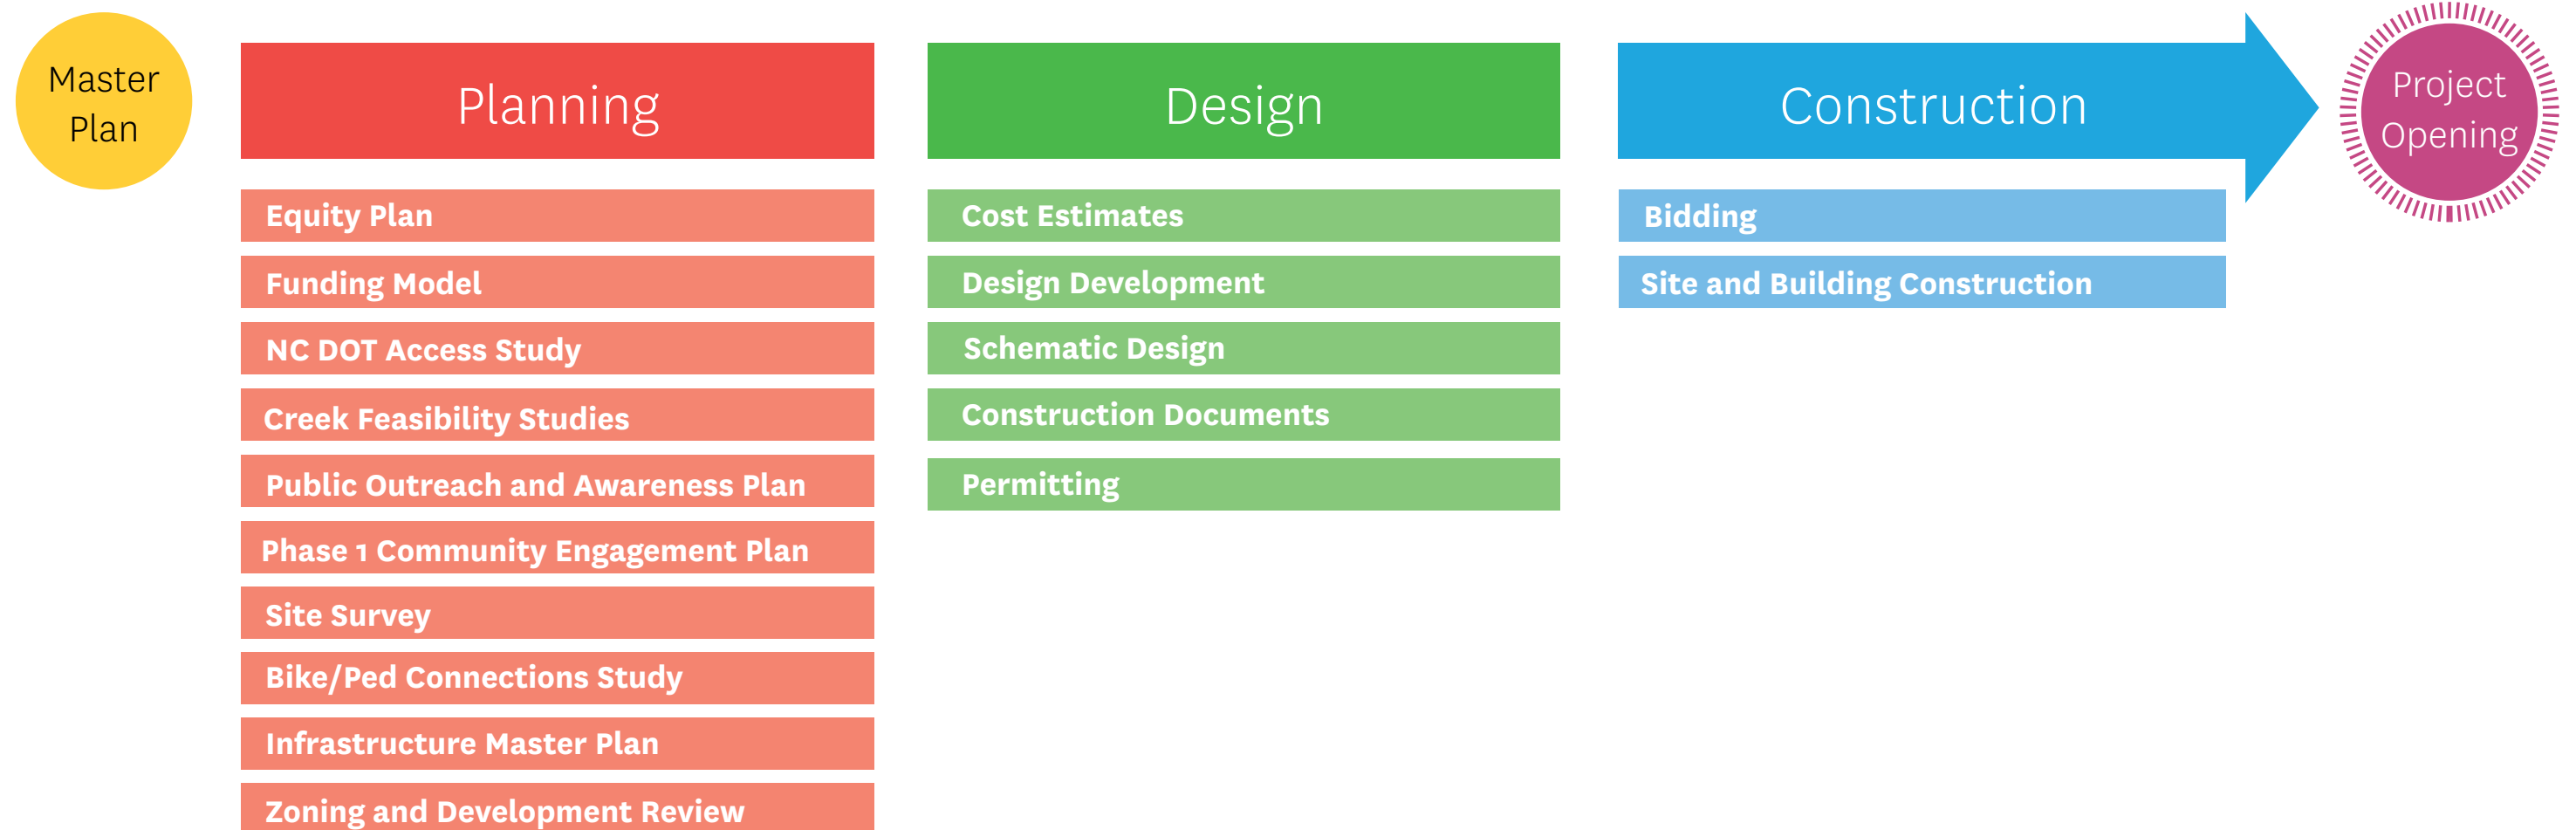 Master
Plan
Planning
Equity Plan
Funding Model
NC DOT Access Study
Creek Feasibility Studies
Public Outreach and Awareness Plan
Phase 1 Community Engagement Plan
Site Survey
Bike/Ped Connections Study
Infrastructure Master Plan
Zoning and Development Review
Design
Cost Estimates
Design Development
Schematic Design
Construction Documents
Permitting
Construction
Bidding
Site and Building Construction
Project
Opening